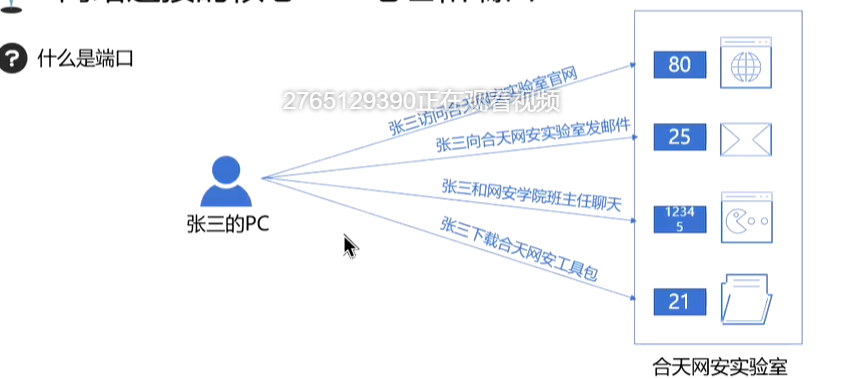 什么是端口
2765129390正在观看视频
张三访问合天网安实验室官网
张三向合天网安实验室发邮件
张三和网安学院班主任聊天
张三下载合天网安工具包
张三的PC
80
25
1234
5
21
合天网安实验室